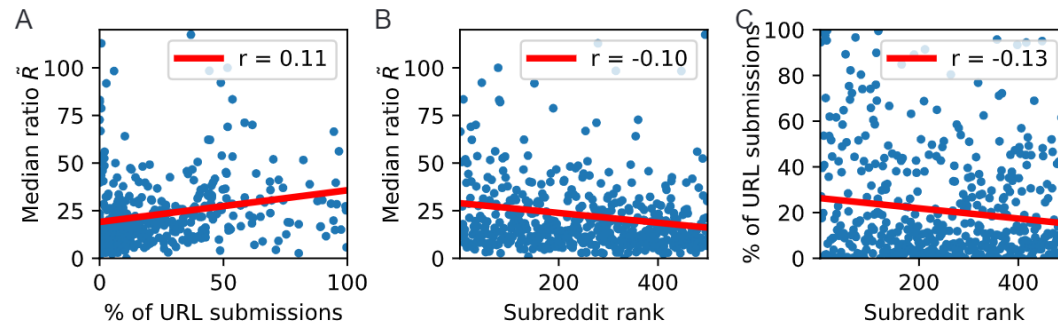 A
Median ratio R̃
100
75
50
25
0
r = 0.11
0
50
100
% of URL submissions
B
Median ratio R̃
100
75
50
25
0
r = -0.10
200
400
Subreddit rank
C
% of URL submissions
100
80
60
40
20
0
r = -0.13
200
400
Subreddit rank